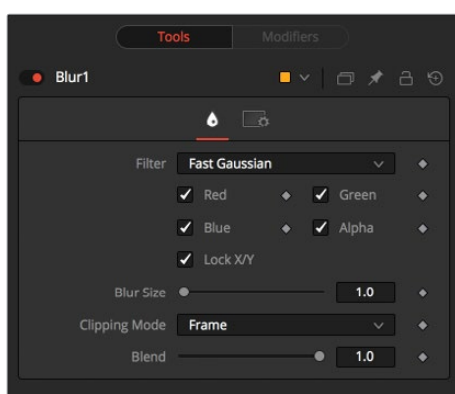 Tools Modifiers
Blur1
Filter Fast Gaussian
Red Green
Blue Alpha
Lock X/Y
Blur Size 1.0
Clipping Mode Frame
Blend 1.0